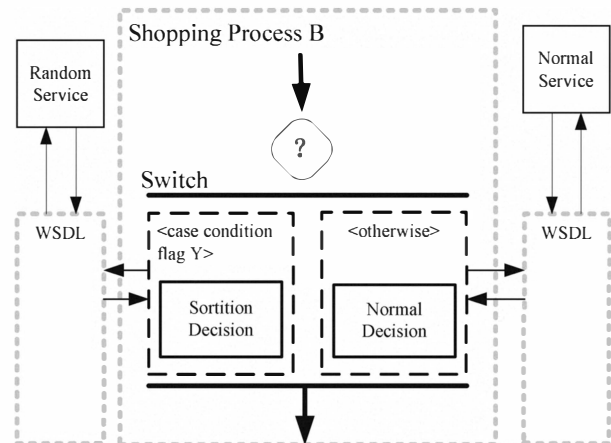 Shopping Process B
Random
Service
Normal
Service
?
Switch
WSDL
<case condition
flag Y>
<otherwise>
WSDL
Sortition
Decision
Normal
Decision